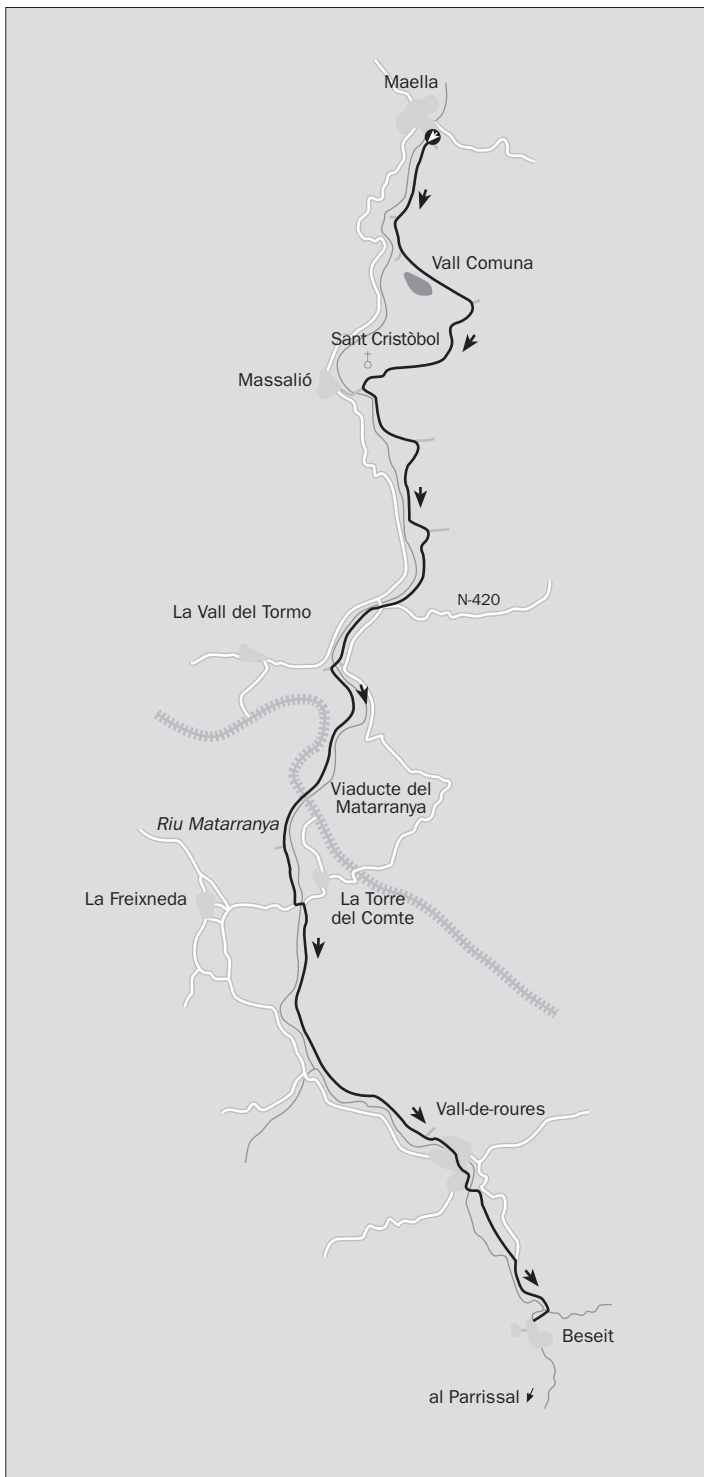 Maella
Vall Comuna
Sant Cristòbol
Massalió
N-420
La Vall del Tormo
Viaducte del
Matarranya
Riu Matarranya
La Freixneda
La Torre
del Comte
Vall-de-roures
Beseit
al Parrissal